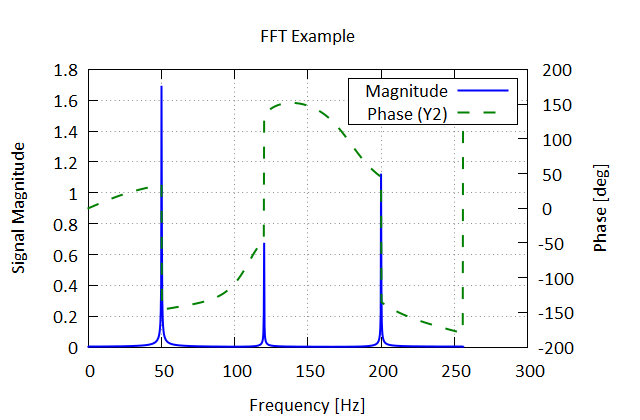 FFT Example
Magnitude
Phase (Y2)
1.8
1.6
1.4
1.2
1
0.8
0.6
0.4
0.2
0
200
150
100
50
0
-50
-100
-150
-200
Signal Magnitude
Phase [deg]
0 50 100 150 200 250 300
Frequency [Hz]